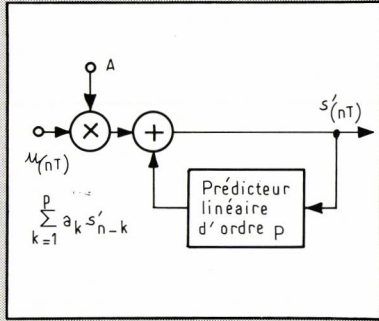 A
×
+
s'(nT)
u(nT)
Prédicteur
linéaire
d'ordre p
p
∑ aₖ s'ₙ₋ₖ
k=1